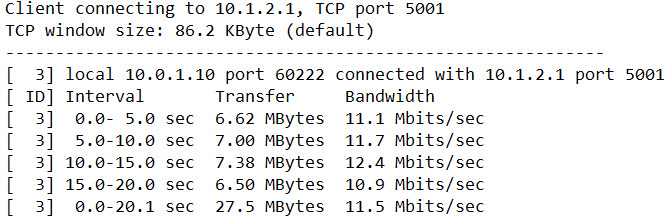 Client connecting to 10.1.2.1, TCP port 5001
TCP window size: 86.2 KByte (default)
------------------------------------------------------------
[  3] local 10.0.1.10 port 60222 connected with 10.1.2.1 port 5001
[ ID] Interval       Transfer     Bandwidth
[  3]  0.0- 5.0 sec  6.62 MBytes  11.1 Mbits/sec
[  3]  5.0-10.0 sec  7.00 MBytes  11.7 Mbits/sec
[  3] 10.0-15.0 sec  7.38 MBytes  12.4 Mbits/sec
[  3] 15.0-20.0 sec  6.50 MBytes  10.9 Mbits/sec
[  3]  0.0-20.1 sec  27.5 MBytes  11.5 Mbits/sec